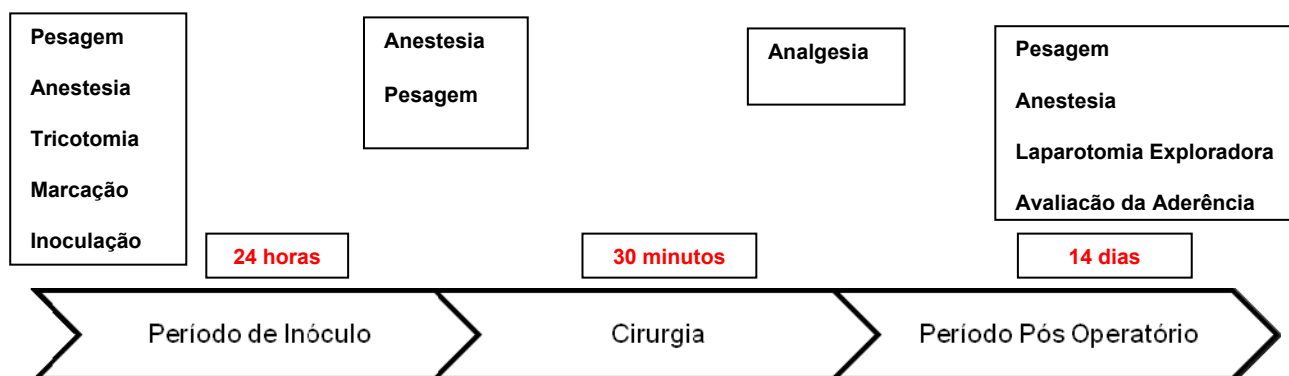 Pesagem
Anestesia
Tricotomia
Marcação
Inoculação
Anestesia
Pesagem
Analgesia
Pesagem
Anestesia
Laparotomia Exploradora
Avaliacão da Aderência
24 horas
30 minutos
14 dias
Período de Inóculo
Cirurgia
Período Pós Operatório